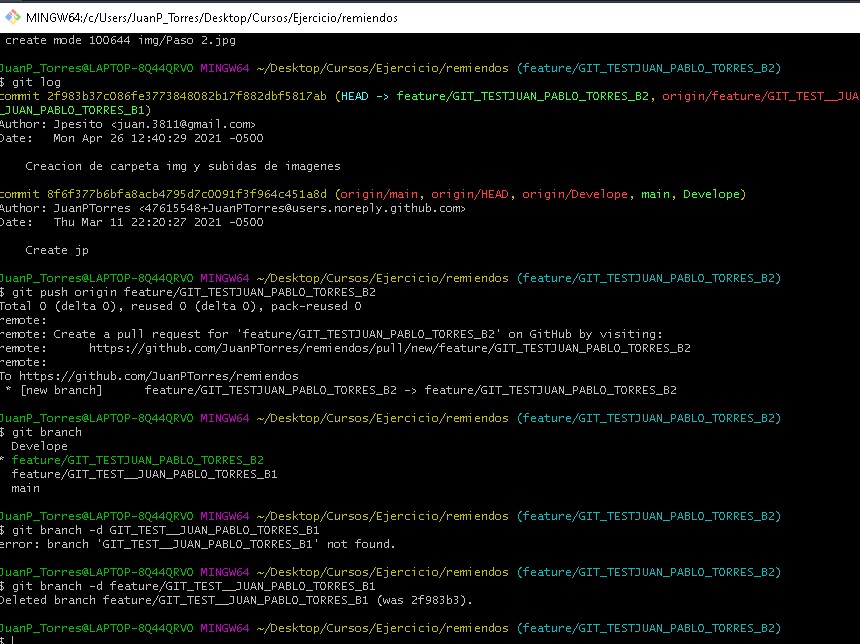 MINGW64:/c/Users/JuanP_Torres/Desktop/Cursos/Ejercicio/remiendos
create mode 100644 img/Paso 2.jpg
JuanP_Torres@LAPTOP-8Q44QRVO MINGW64 ~/Desktop/Cursos/Ejercicio/remiendos (feature/GIT_TESTJUAN_PABLO_TORRES_B2)
$ git log
commit 2f983b37c086fe3773848082b17f882dbf5817ab (HEAD -> feature/GIT_TESTJUAN_PABLO_TORRES_B2, origin/feature/GIT_TEST__JUA
_JUAN_PABLO_TORRES_B1)
Author: Jpesito <juan.3811@gmail.com>
Date: Mon Apr 26 12:40:29 2021 -0500
Creacion de carpeta img y subidas de imagenes
commit 8f6f377b6bfa8acb4795d7c0091f3f964c451a8d (origin/main, origin/HEAD, origin/Develope, main, Develope)
Author: JuanPTorres <47615548+JuanPTorres@users.noreply.github.com>
Date: Thu Mar 11 22:20:27 2021 -0500
Create jp
JuanP_Torres@LAPTOP-8Q44QRVO MINGW64 ~/Desktop/Cursos/Ejercicio/remiendos (feature/GIT_TESTJUAN_PABLO_TORRES_B2)
$ git push origin feature/GIT_TESTJUAN_PABLO_TORRES_B2
Total 0 (delta 0), reused 0 (delta 0), pack-reused 0
remote:
remote: Create a pull request for 'feature/GIT_TESTJUAN_PABLO_TORRES_B2' on GitHub by visiting:
remote: https://github.com/JuanPTorres/remiendos/pull/new/feature/GIT_TESTJUAN_PABLO_TORRES_B2
remote:
To https://github.com/JuanPTorres/remiendos
* [new branch] feature/GIT_TESTJUAN_PABLO_TORRES_B2 -> feature/GIT_TESTJUAN_PABLO_TORRES_B2
JuanP_Torres@LAPTOP-8Q44QRVO MINGW64 ~/Desktop/Cursos/Ejercicio/remiendos (feature/GIT_TESTJUAN_PABLO_TORRES_B2)
$ git branch
Develope
* feature/GIT_TESTJUAN_PABLO_TORRES_B2
feature/GIT_TEST__JUAN_PABLO_TORRES_B1
main
JuanP_Torres@LAPTOP-8Q44QRVO MINGW64 ~/Desktop/Cursos/Ejercicio/remiendos (feature/GIT_TESTJUAN_PABLO_TORRES_B2)
$ git branch -d GIT_TEST__JUAN_PABLO_TORRES_B1
error: branch 'GIT_TEST__JUAN_PABLO_TORRES_B1' not found.
JuanP_Torres@LAPTOP-8Q44QRVO MINGW64 ~/Desktop/Cursos/Ejercicio/remiendos (feature/GIT_TESTJUAN_PABLO_TORRES_B2)
$ git branch -d feature/GIT_TEST__JUAN_PABLO_TORRES_B1
Deleted branch feature/GIT_TEST__JUAN_PABLO_TORRES_B1 (was 2f983b3).
JuanP_Torres@LAPTOP-8Q44QRVO MINGW64 ~/Desktop/Cursos/Ejercicio/remiendos (feature/GIT_TESTJUAN_PABLO_TORRES_B2)
$